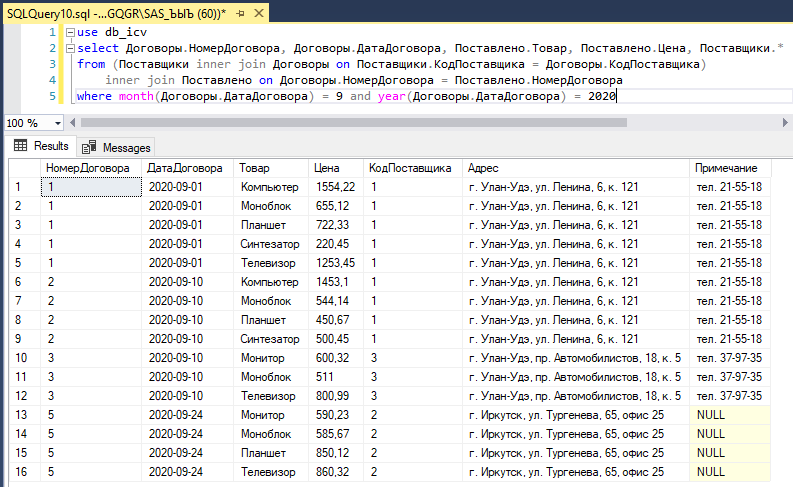 SQLQuery10.sql -...GQGR\SAS_ЪЫЬ (60))*
1 use db_icv
2 select Договоры.НомерДоговора, Договоры.ДатаДоговора, Поставлено.Товар, Поставлено.Цена, Поставщики.*
3 from (Поставщики inner join Договоры on Поставщики.КодПоставщика = Договоры.КодПоставщика)
4 inner join Поставлено on Договоры.НомерДоговора = Поставлено.НомерДоговора
5 where month(Договоры.ДатаДоговора) = 9 and year(Договоры.ДатаДоговора) = 2020
100 %
Results Messages
НомерДоговора ДатаДоговора Товар Цена КодПоставщика Адрес Примечание
1 1 2020-09-01 Компьютер 1554,22 1 г. Улан-Удэ, ул. Ленина, 6, к. 121 тел. 21-55-18
2 1 2020-09-01 Моноблок 655,12 1 г. Улан-Удэ, ул. Ленина, 6, к. 121 тел. 21-55-18
3 1 2020-09-01 Планшет 722,33 1 г. Улан-Удэ, ул. Ленина, 6, к. 121 тел. 21-55-18
4 1 2020-09-01 Синтезатор 220,45 1 г. Улан-Удэ, ул. Ленина, 6, к. 121 тел. 21-55-18
5 1 2020-09-01 Телевизор 1253,45 1 г. Улан-Удэ, ул. Ленина, 6, к. 121 тел. 21-55-18
6 2 2020-09-10 Компьютер 1453,1 1 г. Улан-Удэ, ул. Ленина, 6, к. 121 тел. 21-55-18
7 2 2020-09-10 Моноблок 544,14 1 г. Улан-Удэ, ул. Ленина, 6, к. 121 тел. 21-55-18
8 2 2020-09-10 Планшет 450,67 1 г. Улан-Удэ, ул. Ленина, 6, к. 121 тел. 21-55-18
9 2 2020-09-10 Синтезатор 500,45 1 г. Улан-Удэ, ул. Ленина, 6, к. 121 тел. 21-55-18
10 3 2020-09-10 Монитор 600,32 3 г. Улан-Удэ, пр. Автомобилистов, 18, к. 5 тел. 37-97-35
11 3 2020-09-10 Моноблок 511 3 г. Улан-Удэ, пр. Автомобилистов, 18, к. 5 тел. 37-97-35
12 3 2020-09-10 Телевизор 800,99 3 г. Улан-Удэ, пр. Автомобилистов, 18, к. 5 тел. 37-97-35
13 5 2020-09-24 Монитор 590,23 2 г. Иркутск, ул. Тургенева, 65, офис 25 NULL
14 5 2020-09-24 Моноблок 585,67 2 г. Иркутск, ул. Тургенева, 65, офис 25 NULL
15 5 2020-09-24 Планшет 850,12 2 г. Иркутск, ул. Тургенева, 65, офис 25 NULL
16 5 2020-09-24 Телевизор 860,32 2 г. Иркутск, ул. Тургенева, 65, офис 25 NULL